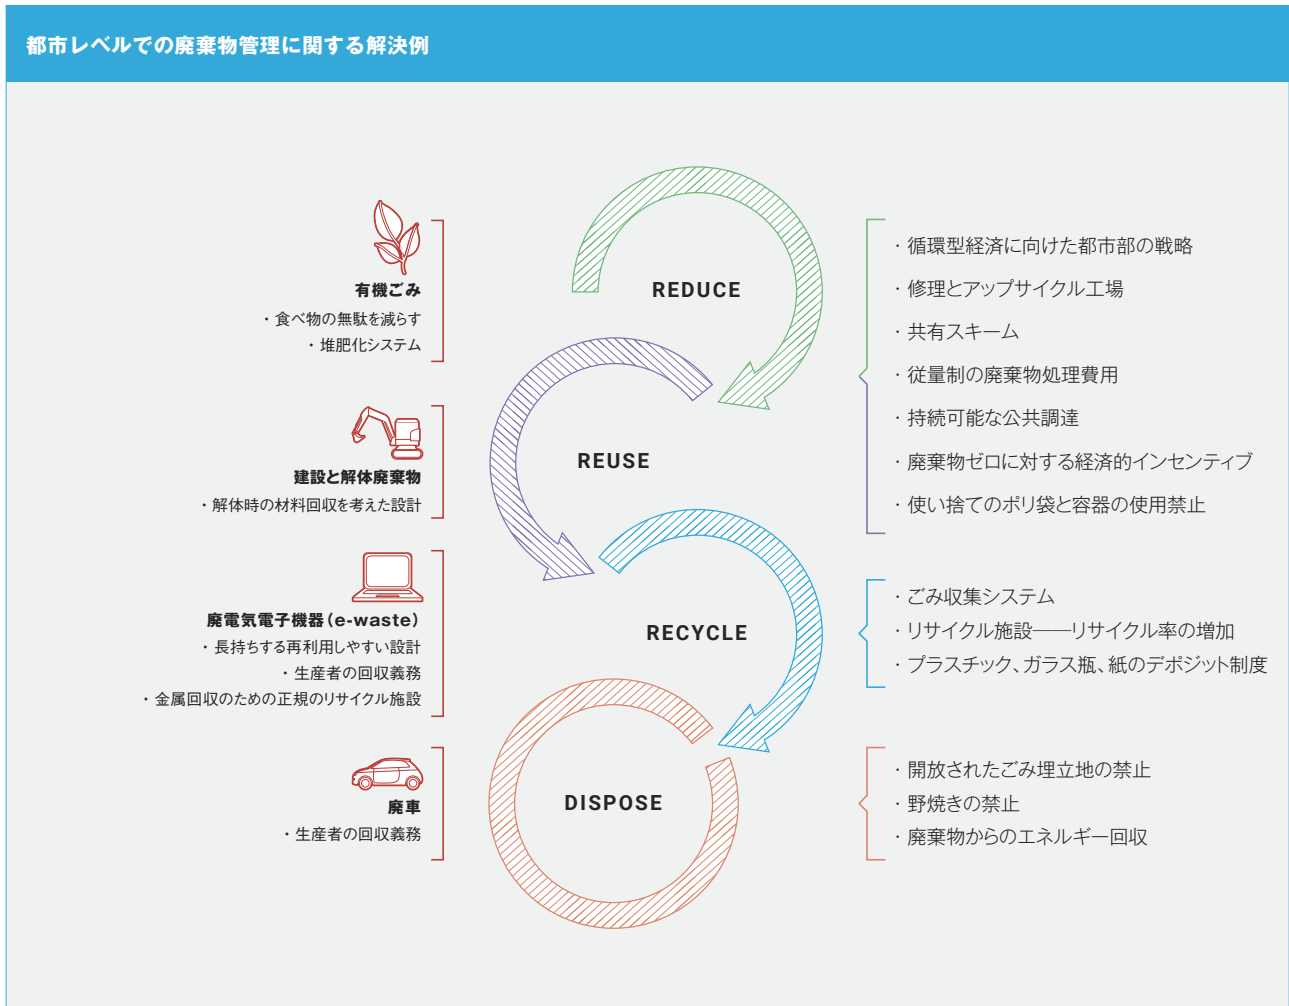 都市レベルでの廃棄物管理に関する解決例
有機ごみ
・食べ物の無駄を減らす
・堆肥化システム
建設と解体廃棄物
・解体時の材料回収を考えた設計
廃電気電子機器（e-waste）
・長持ちする再利用しやすい設計
・生産者の回収義務
・金属回収のための正規のリサイクル施設
廃車
・生産者の回収義務
REDUCE
REUSE
RECYCLE
DISPOSE
・循環型経済に向けた都市部の戦略
・修理とアップサイクル工場
・共有スキーム
・従量制の廃棄物処理費用
・持続可能な公共調達
・廃棄物ゼロに対する経済的インセンティブ
・使い捨てのポリ袋と容器の使用禁止
・ごみ収集システム
・リサイクル施設――リサイクル率の増加
・プラスチック、ガラス瓶、紙のデポジット制度
・開放されたごみ埋立地の禁止
・野焼きの禁止
・廃棄物からのエネルギー回収